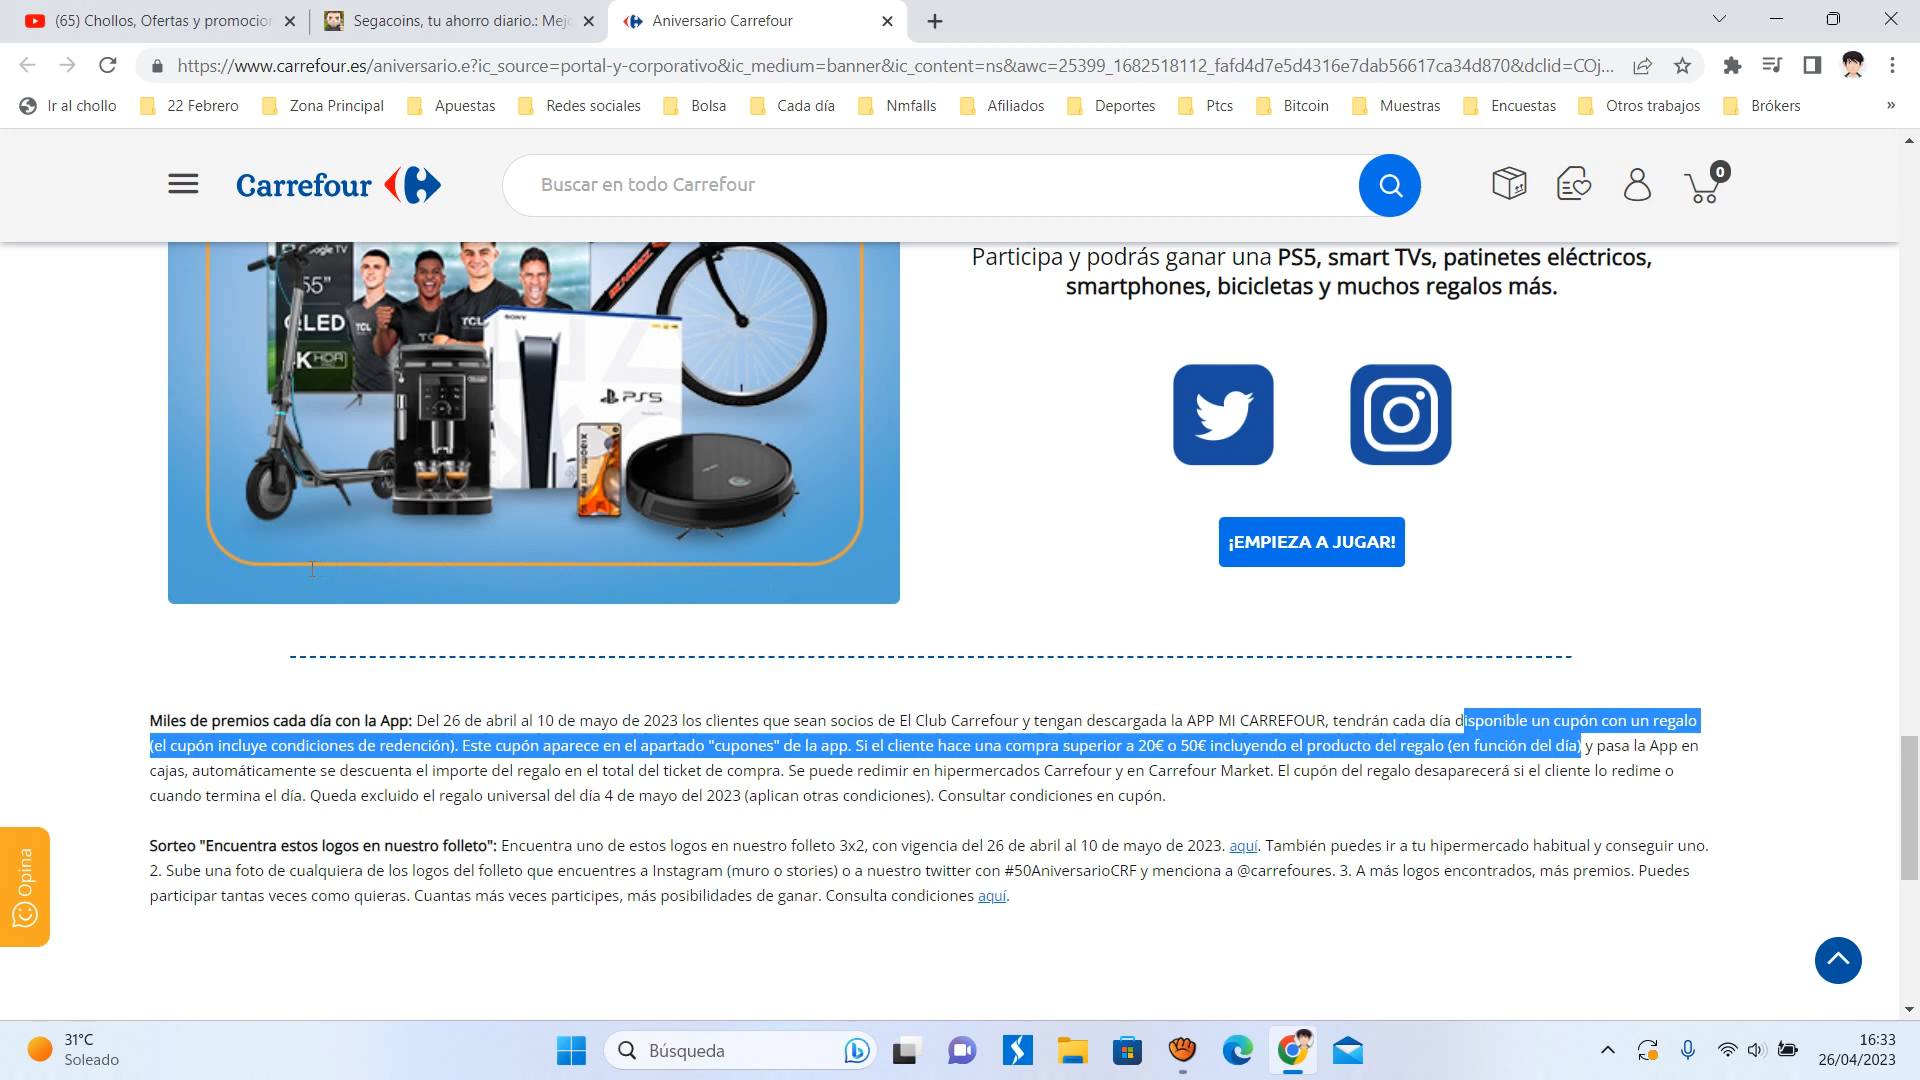 (65) Chollos, Ofertas y promocion
Segacoins, tu ahorro diario.: Mejo
Aniversario Carrefour
https://www.carrefour.es/aniversario.e?ic_source=portal-y-corporativo&ic_medium=banner&ic_content=ns&awc=25399_1682518112_fafd4d7e5d4316e7dab56617ca34d870&dclid=COj...
Ir al chollo
22 Febrero
Zona Principal
Apuestas
Redes sociales
Bolsa
Cada día
Nmfalls
Afiliados
Deportes
Ptcs
Bitcoin
Muestras
Encuestas
Otros trabajos
Brókers
»
Carrefour
Buscar en todo Carrefour
0
Google TV
55"
QLED
TCL
TCL
4K HDR
SONY
PS5
Participa y podrás ganar una PS5, smart TVs, patinetes eléctricos,
smartphones, bicicletas y muchos regalos más.
¡EMPIEZA A JUGAR!
Miles de premios cada día con la App: Del 26 de abril al 10 de mayo de 2023 los clientes que sean socios de El Club Carrefour y tengan descargada la APP MI CARREFOUR, tendrán cada día disponible un cupón con un regalo
(el cupón incluye condiciones de redención). Este cupón aparece en el apartado "cupones" de la app. Si el cliente hace una compra superior a 20€ o 50€ incluyendo el producto del regalo (en función del día) y pasa la App en
cajas, automáticamente se descuenta el importe del regalo en el total del ticket de compra. Se puede redimir en hipermercados Carrefour y en Carrefour Market. El cupón del regalo desaparecerá si el cliente lo redime o
cuando termina el día. Queda excluido el regalo universal del día 4 de mayo del 2023 (aplican otras condiciones). Consultar condiciones en cupón.
Sorteo "Encuentra estos logos en nuestro folleto": Encuentra uno de estos logos en nuestro folleto 3x2, con vigencia del 26 de abril al 10 de mayo de 2023. aquí. También puedes ir a tu hipermercado habitual y conseguir uno.
2. Sube una foto de cualquiera de los logos del folleto que encuentres a Instagram (muro o stories) o a nuestro twitter con #50AniversarioCRF y menciona a @carrefoures. 3. A más logos encontrados, más premios. Puedes
participar tantas veces como quieras. Cuantas más veces participes, más posibilidades de ganar. Consulta condiciones aquí.
Opina
31°C
Soleado
Búsqueda
16:33
26/04/2023